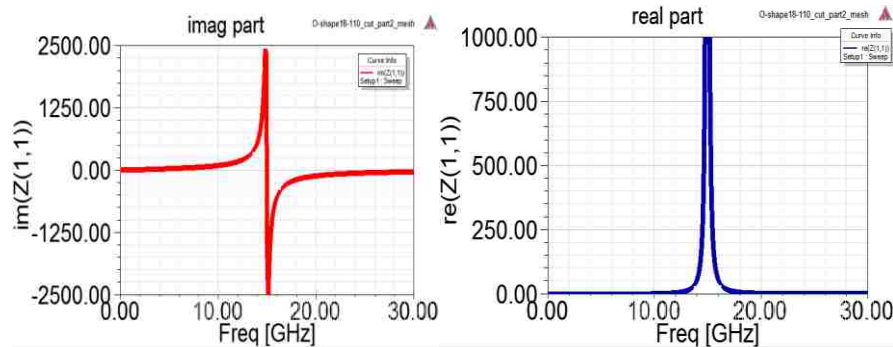 imag part
O-shape18-110_cut_part2_mesh
Curve Info
re(Z(1,1))
Setup1 : Sweep
im(Z(1,1))
2500.00
1250.00
0.00
-1250.00
-2500.00
0.00
10.00
20.00
30.00
Freq [GHz]
real part
O-shape18-110_cut_part2_mesh
Curve Info
re(Z(1,1))
Setup1 : Sweep
re(Z(1,1))
1000.00
750.00
500.00
250.00
0.00
0.00
10.00
20.00
30.00
Freq [GHz]